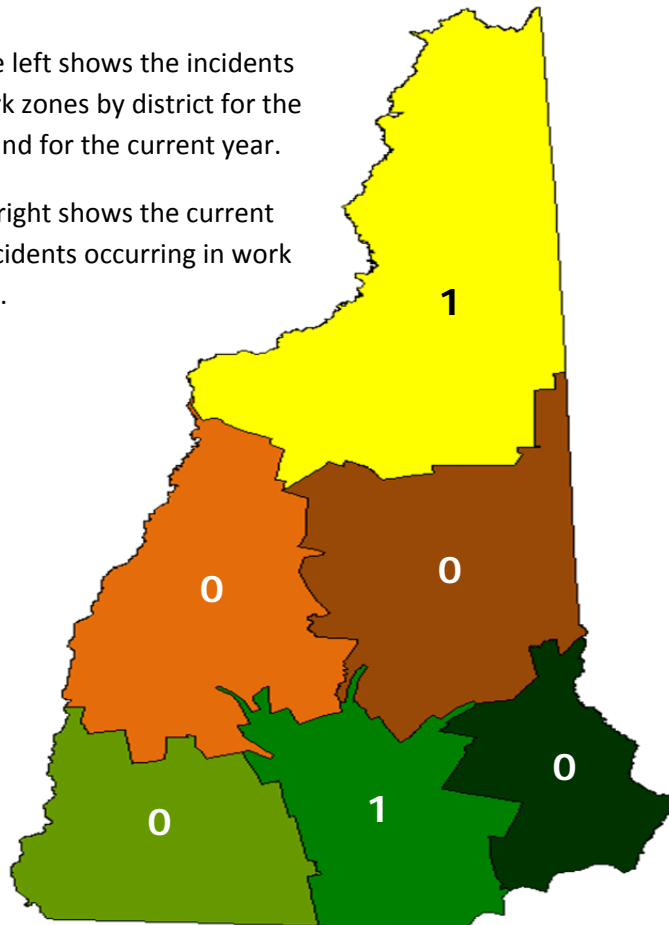 e left shows the incidents
rk zones by district for the
nd for the current year.
right shows the current
cidents occurring in work
.
1
0
0
0
1
0